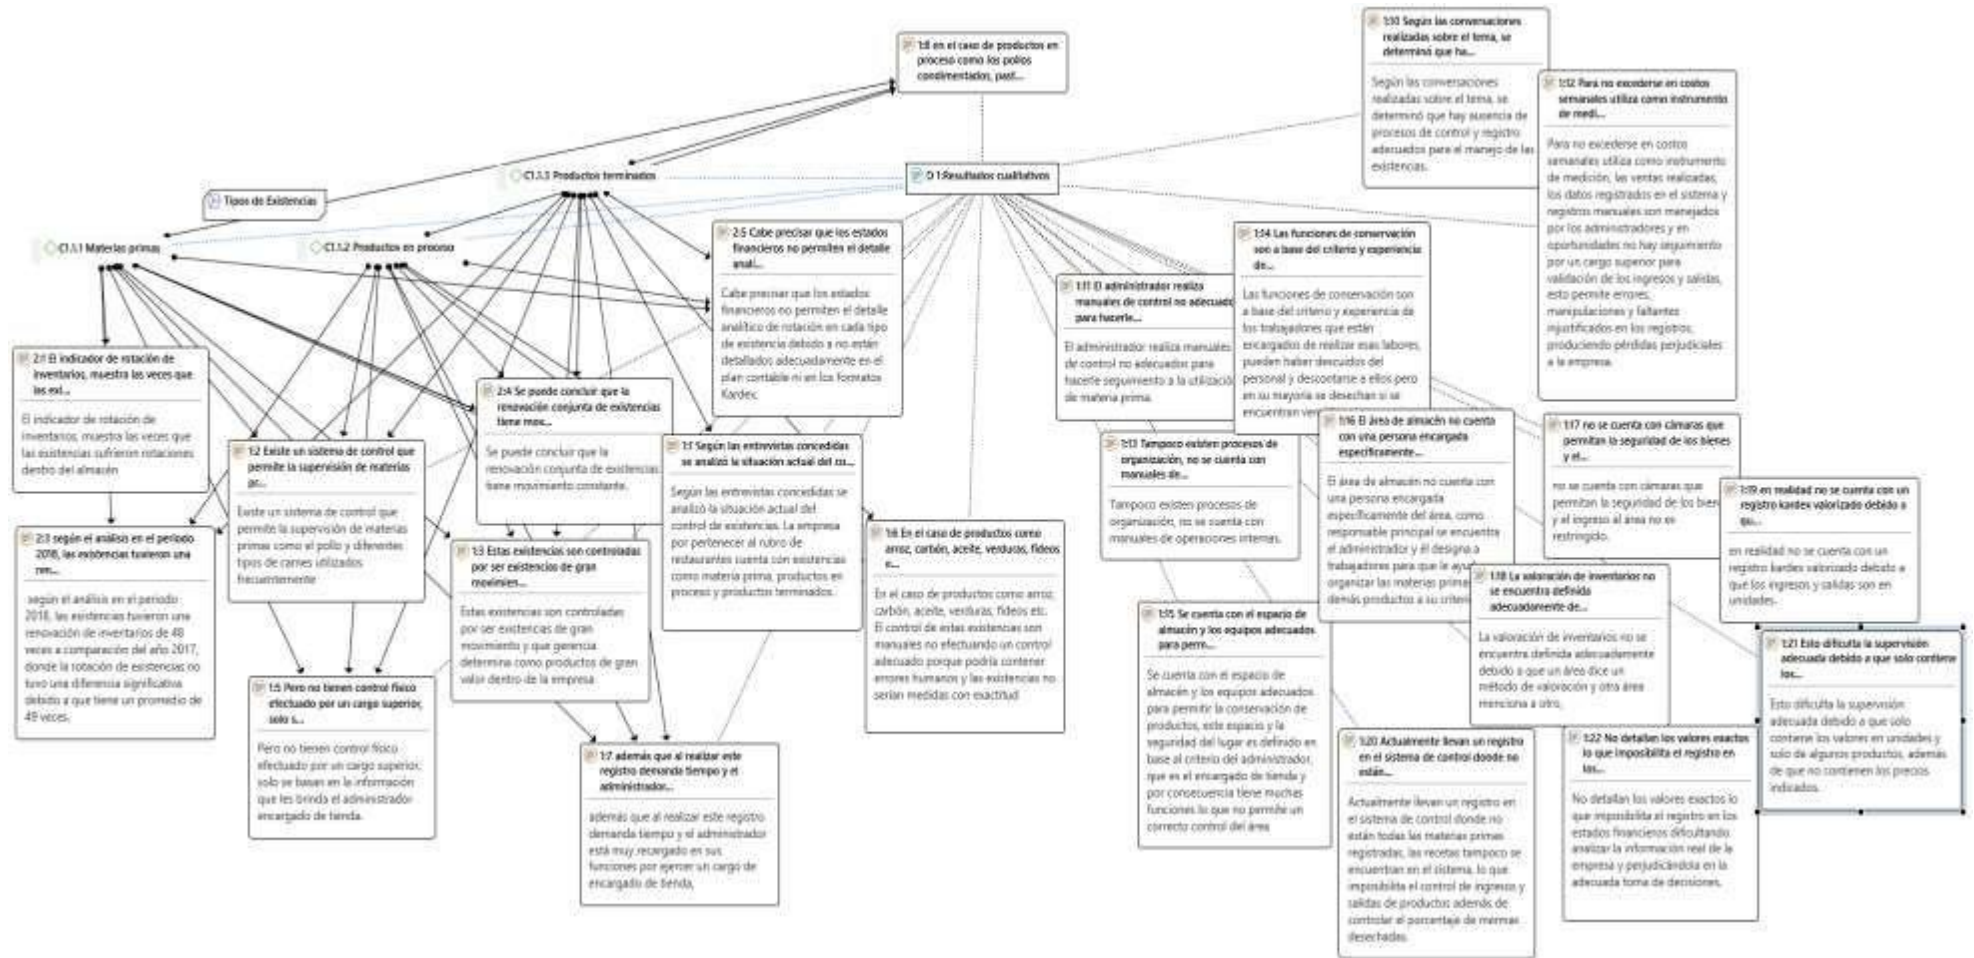 1:8 en el caso de productos en
proceso como los pollos
condimentados, past...
1:10 Según las conversaciones
realizadas sobre el tema, se
determinó que ha...
Según las conversaciones
realizadas sobre el tema, se
determinó que hay ausencia de
procesos de control y registro
adecuados para el manejo de las
existencias.
1:12 Para no excederse en costos
semanales utiliza como instrumento
de medi...
Para no excederse en costos
semanales utiliza como instrumento
de medición, las ventas realizadas,
los datos registrados en el sistema y
registros manuales son manejados
por los administradores y en
oportunidades no hay seguimiento
por un cargo superior para
validación de los ingresos y salidas,
esto permite errores,
manipulaciones y faltantes
injustificados en los registros,
produciendo pérdidas perjudiciales
a la empresa.
C1.1.3 Productos terminados
D 1:Resultados cualitativos
Tipos de Existencias
C1.1.1 Materias primas
C1.1.2 Productos en proceso
2:5 Cabe precisar que los estados
financieros no permiten el detalle
anali...
Cabe precisar que los estados
financieros no permiten el detalle
analítico de rotación en cada tipo
de existencia debido a no están
detallados adecuadamente en el
plan contable ni en los formatos
Kardex.
1:11 El administrador realiza
manuales de control no adecuado
para hacerle...
El administrador realiza manuales
de control no adecuados para
hacerle seguimiento a la utilizació
de materia prima.
1:14 Las funciones de conservación
son a base del criterio y experiencia
de...
Las funciones de conservación son
a base del criterio y experiencia de
los trabajadores que están
encargados de realizar esas labores,
pueden haber descuidos del
personal y descontarse a ellos pero
en su mayoría se desechan si se
encuentran
2:1 El indicador de rotación de
inventarios, muestra las veces que
las exi...
El indicador de rotación de
inventarios, muestra las veces que
las existencias sufrieron rotaciones
dentro del almacén
2:3 según el análisis en el periodo
2018, las existencias tuvieron una
ren...
según el análisis en el periodo
2018, las existencias tuvieron una
renovación de inventarios de 48
veces a comparación del año 2017,
donde la rotación de existencias no
tuvo una diferencia significativa
debido a que tiene un promedio de
49 veces.
1:2 Existe un sistema de control que
permite la supervisión de materias
pr...
Existe un sistema de control que
permite la supervisión de materias
primas como el pollo y diferentes
tipos de carnes utilizados
frecuentemente
2:4 Se puede concluir que la
renovación conjunta de existencias
tiene mov...
Se puede concluir que la
renovación conjunta de existencias
tiene movimiento constante.
1:1 Según las entrevistas concedidas
se analizó la situación actual del co...
Según las entrevistas concedidas se
analizó la situación actual del
control de existencias. La empresa
por pertenecer al rubro de
restaurantes cuenta con existencias
como materia prima, productos en
proceso y productos terminados.
1:3 Estas existencias son controladas
por ser existencias de gran
movimien...
Estas existencias son controladas
por ser existencias de gran
movimiento y que gerencia
determina como productos de gran
valor dentro de la empresa
1:6 En el caso de productos como
arroz, carbón, aceite, verduras, fideos
e...
En el caso de productos como arroz,
carbón, aceite, verduras, fideos etc.
El control de estas existencias son
manuales no efectuando un control
adecuado porque podría contener
errores humanos y las existencias no
serían medidas con exactitud
1:5 Pero no tienen control físico
efectuado por un cargo superior,
solo s...
Pero no tienen control físico
efectuado por un cargo superior,
solo se basan en la información
que les brinda el administrador
encargado de tienda.
1:7 además que al realizar este
registro demanda tiempo y el
administrador...
además que al realizar este registro
demanda tiempo y el administrador
está muy recargado en sus
funciones por ejercer un cargo de
encargado de tienda,
1:13 Tampoco existen procesos de
organización, no se cuenta con
manuales de...
Tampoco existen procesos de
organización, no se cuenta con
manuales de operaciones internas.
1:16 El área de almacén no cuenta
con una persona encargada
específicamente...
El área de almacén no cuenta con
una persona encargada
específicamente del área, como
responsable principal se encuentra
el administrador y él designa a
trabajadores para que le ayu
organizar las materias prima
demás productos a su criteri
1:17 no se cuenta con cámaras que
permitan la seguridad de los bienes
y el...
no se cuenta con cámaras que
permitan la seguridad de los bien
y el ingreso al área no es
restringido.
1:19 en realidad no se cuenta con un
registro kardex valorizado debido a
qu...
en realidad no se cuenta con un
registro kardex valorizado debido a
que los ingresos y salidas son en
unidades.
1:15 Se cuenta con el espacio de
almacén y los equipos adecuados
para perm...
Se cuenta con el espacio de
almacén y los equipos adecuados
para permitir la conservación de
productos, este espacio y la
seguridad del lugar es definido en
base al criterio del administrador,
que es el encargado de tienda y
por consecuencia tiene muchas
funciones lo que no permite un
correcto control del área
1:18 La valoración de inventarios no
se encuentra definida
adecuadamente de...
La valoración de inventarios no se
encuentra definida adecuadamente
debido a que un área dice un
método de valoración y otra área
menciona a otro,
1:21 Esto dificulta la supervisión
adecuada debido a que solo contiene
los...
Esto dificulta la supervisión
adecuada debido a que solo
contiene los valores en unidades y
solo de algunos productos, además
de que no contienen los precios
indicados.
1:20 Actualmente llevan un registro
en el sistema de control donde no
están...
Actualmente llevan un registro en
el sistema de control donde no
están todas las materias primas
registradas, las recetas tampoco se
encuentran en el sistema, lo que
imposibilita el control de ingresos y
salidas de productos además de
controlar el porcentaje de mermas
desechadas.
1:22 No detallan los valores exactos
lo que imposibilita el registro en
los...
No detallan los valores exactos lo
que imposibilita el registro en los
estados financieros dificultando
analizar la información real de la
empresa y perjudicándola en la
adecuada toma de decisiones.